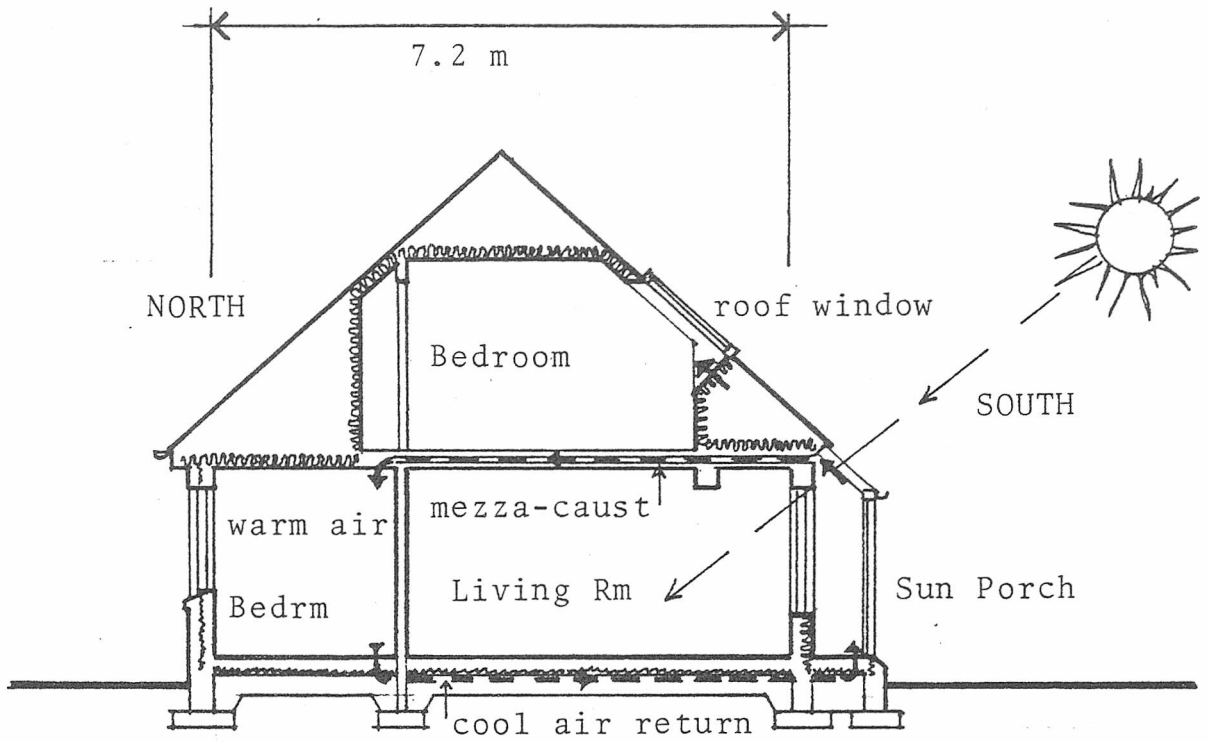 7.2 m
NORTH
roof window
Bedroom
SOUTH
mezza-caust
warm air
Living Rm
Sun Porch
Bedrm
cool air return